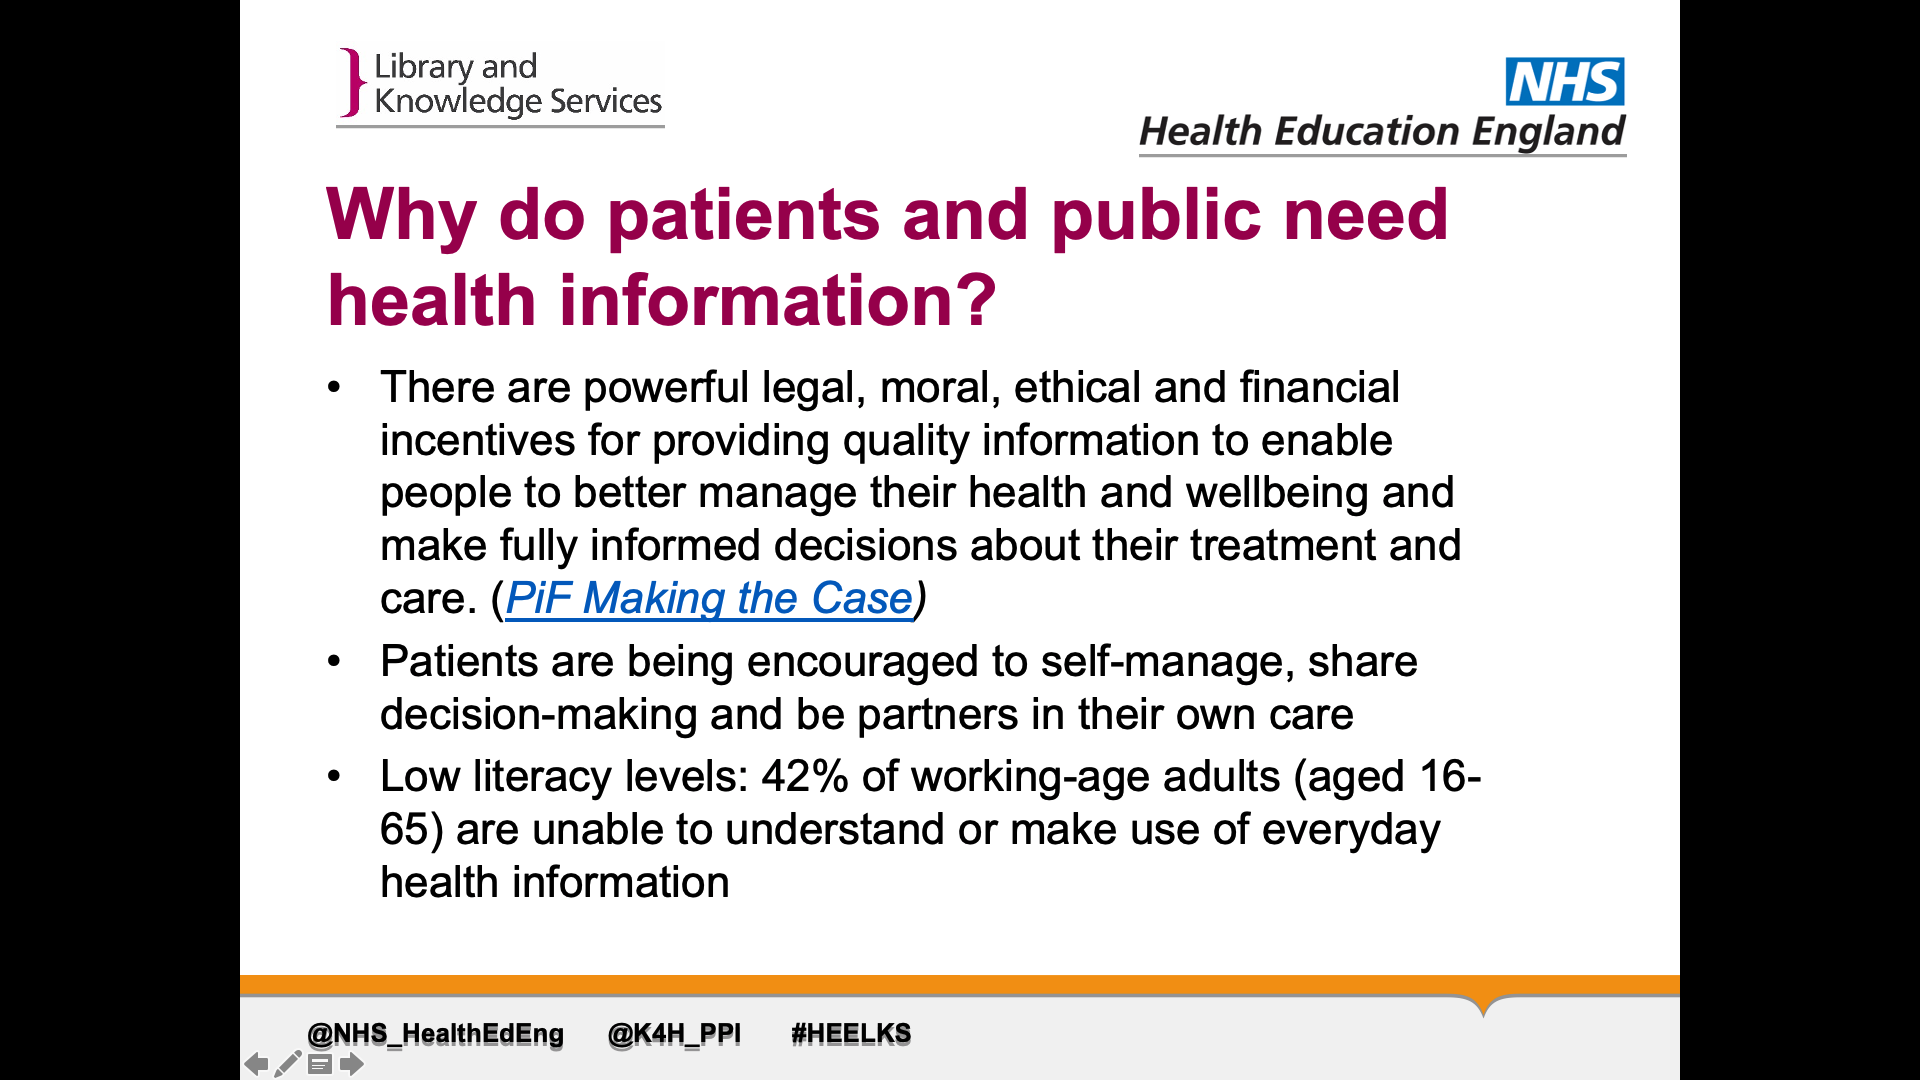 Library and
Knowledge Services
NHS
Health Education England
Why do patients and public need
health information?
• There are powerful legal, moral, ethical and financial
incentives for providing quality information to enable
people to better manage their health and wellbeing and
make fully informed decisions about their treatment and
care. (PiF Making the Case)
• Patients are being encouraged to self-manage, share
decision-making and be partners in their own care
• Low literacy levels: 42% of working-age adults (aged 16-
65) are unable to understand or make use of everyday
health information
@NHS_HealthEdEng @K4H_PPI #HEELKS